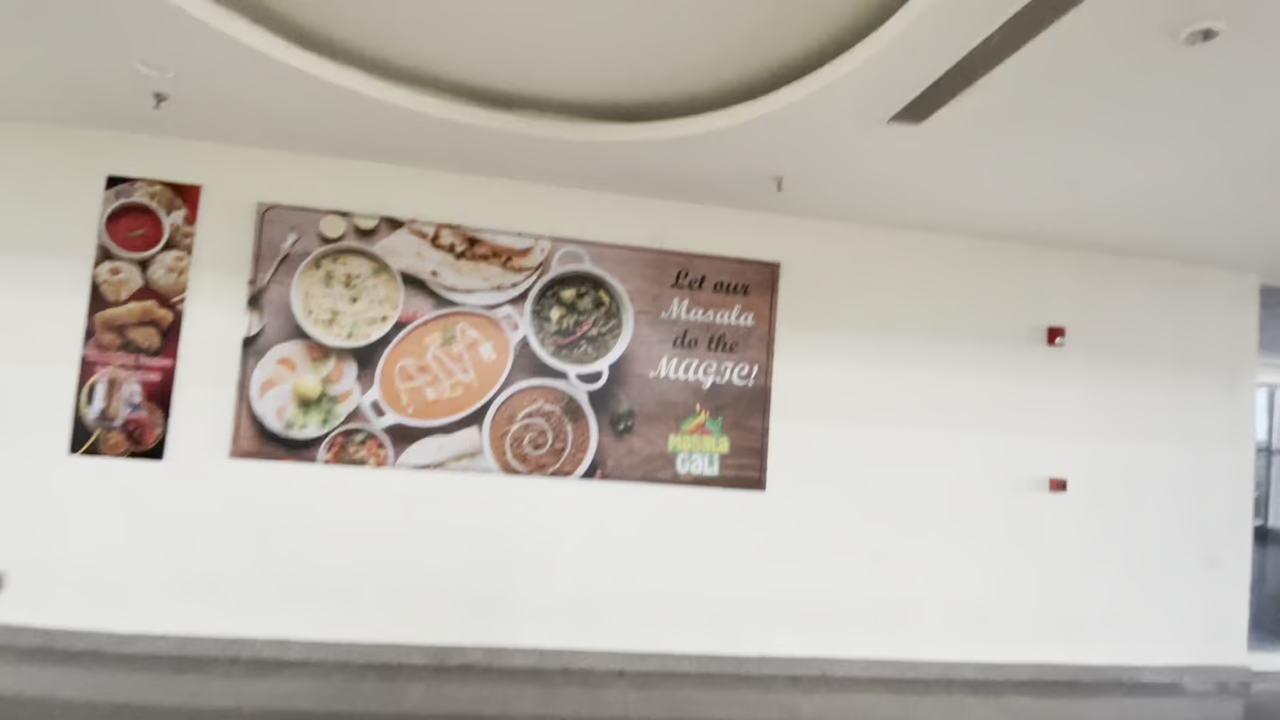 Let our
Masala
do the
MAGIC!
Masala
Gali